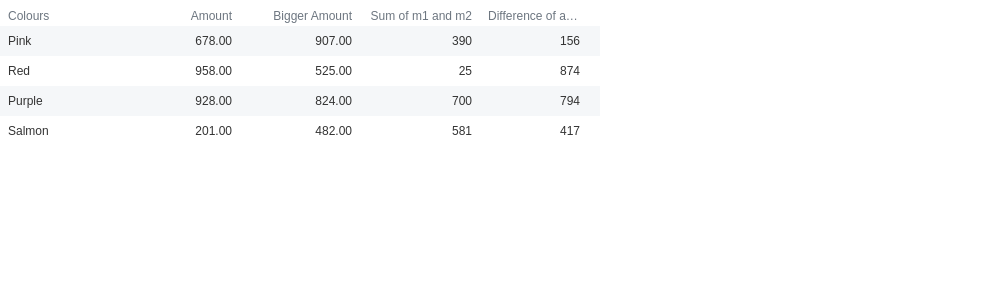 Colours Amount Bigger Amount Sum of m1 and m2 Difference of a…
Pink 678.00 907.00 390 156
Red 958.00 525.00 25 874
Purple 928.00 824.00 700 794
Salmon 201.00 482.00 581 417